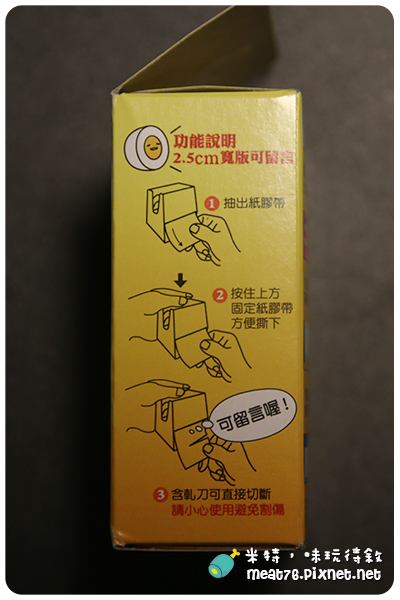 功能說明
2.5cm寬版可留言
1 抽出紙膠帶
2 按住上方
固定紙膠帶
方便撕下
可留言喔！
3 含軋刀可直接切斷
請小心使用避免割傷
米特，味玩待敘
meat76.pixnet.net